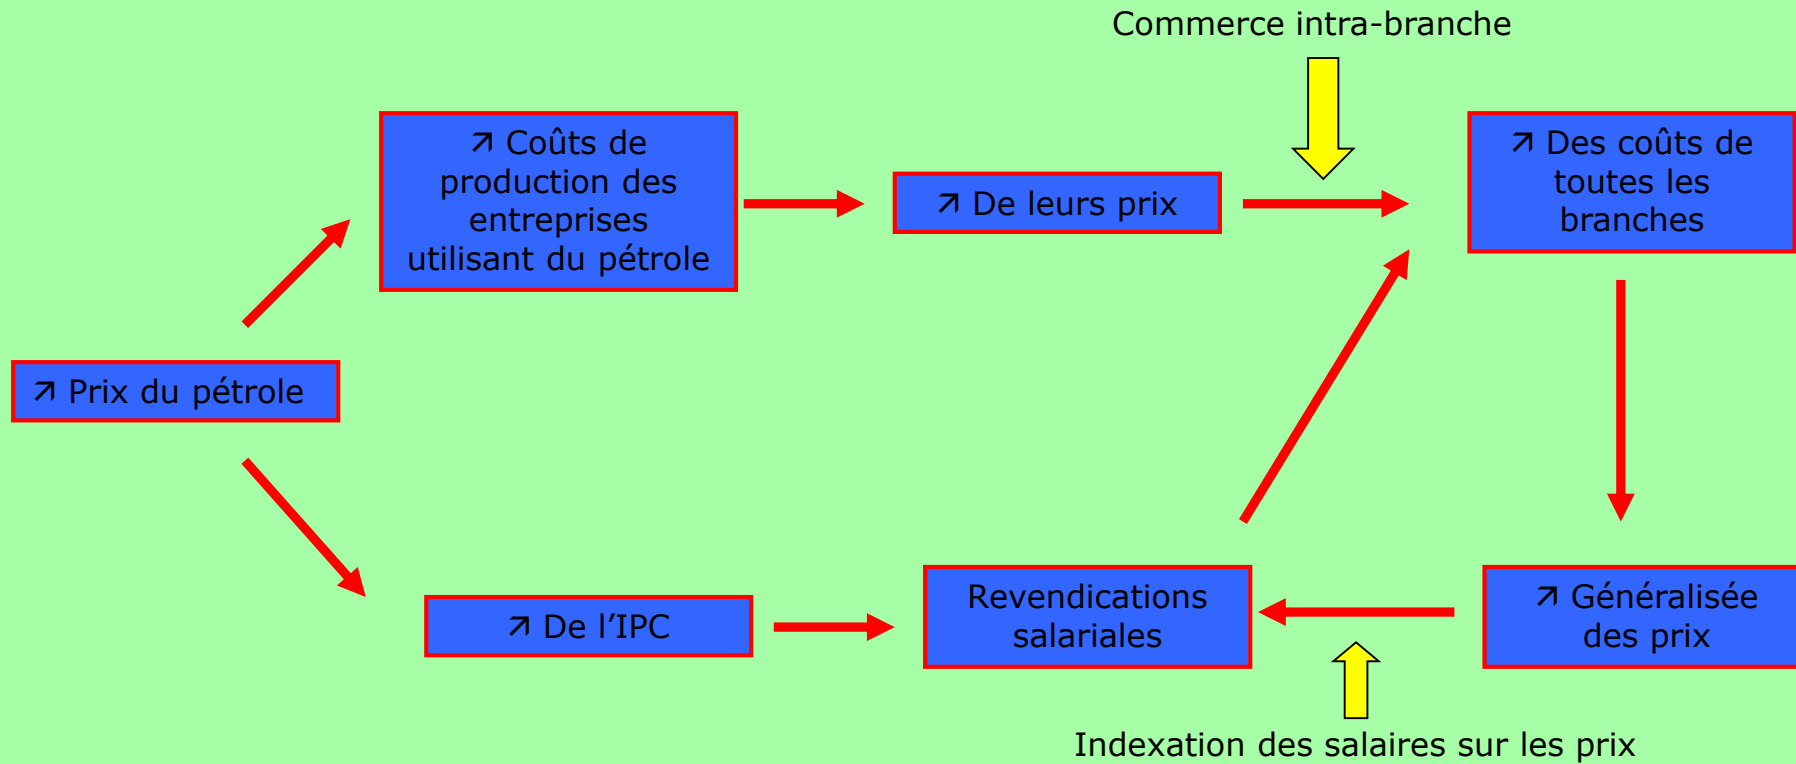 Commerce intra-branche
↗ Coûts de
production des
entreprises
utilisant du pétrole
↗ De leurs prix
↗ Des coûts de
toutes les
branches
↗ Prix du pétrole
↗ De l’IPC
Revendications
salariales
↗ Généralisée
des prix
Indexation des salaires sur les prix